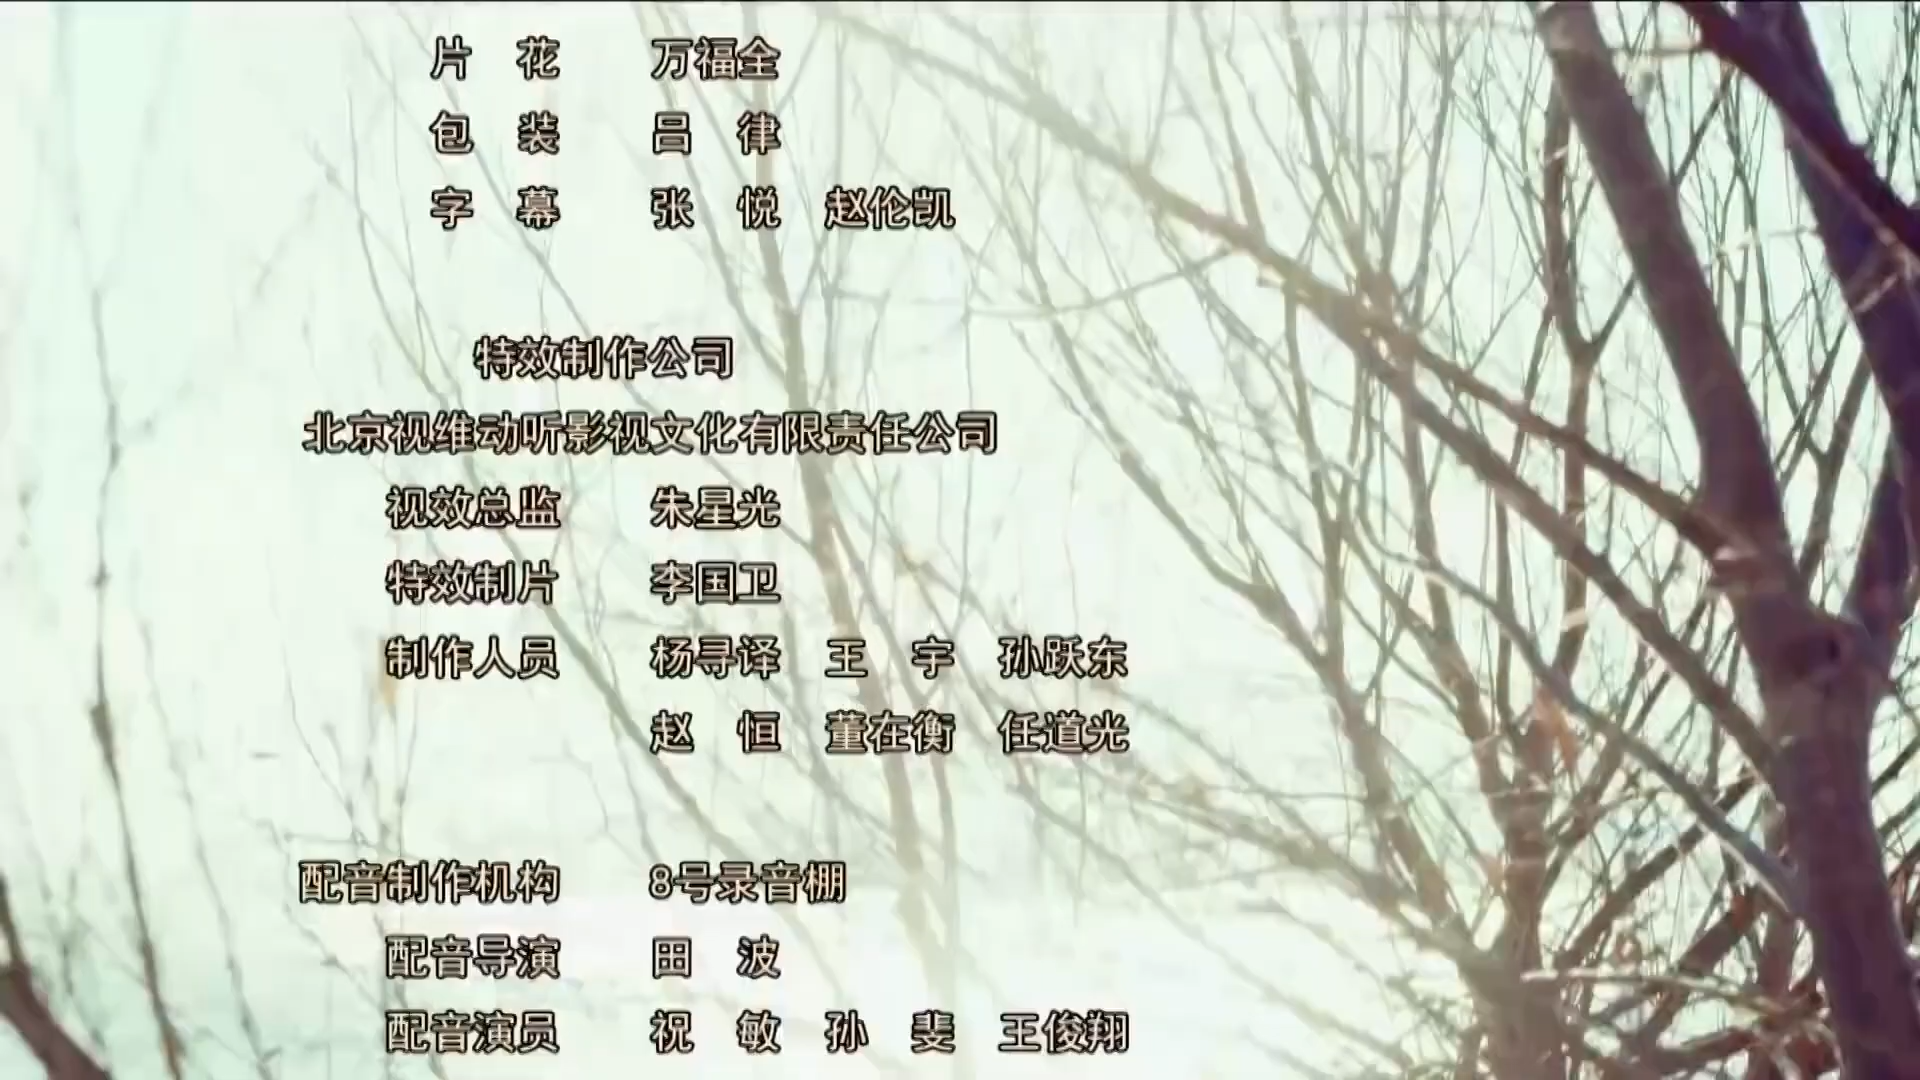 片 花 万福全
包 装 吕 律
字 幕 张 悦 赵伦凯
特效制作公司
北京视维动听影视文化有限责任公司
视效总监 朱星光
特效制片 李国卫
制作人员 杨寻译 王 宇 孙跃东
赵 恒 董在衡 任道光
配音制作机构 8号录音棚
配音导演 田 波
配音演员 祝 敏 孙 斐 王俊翔